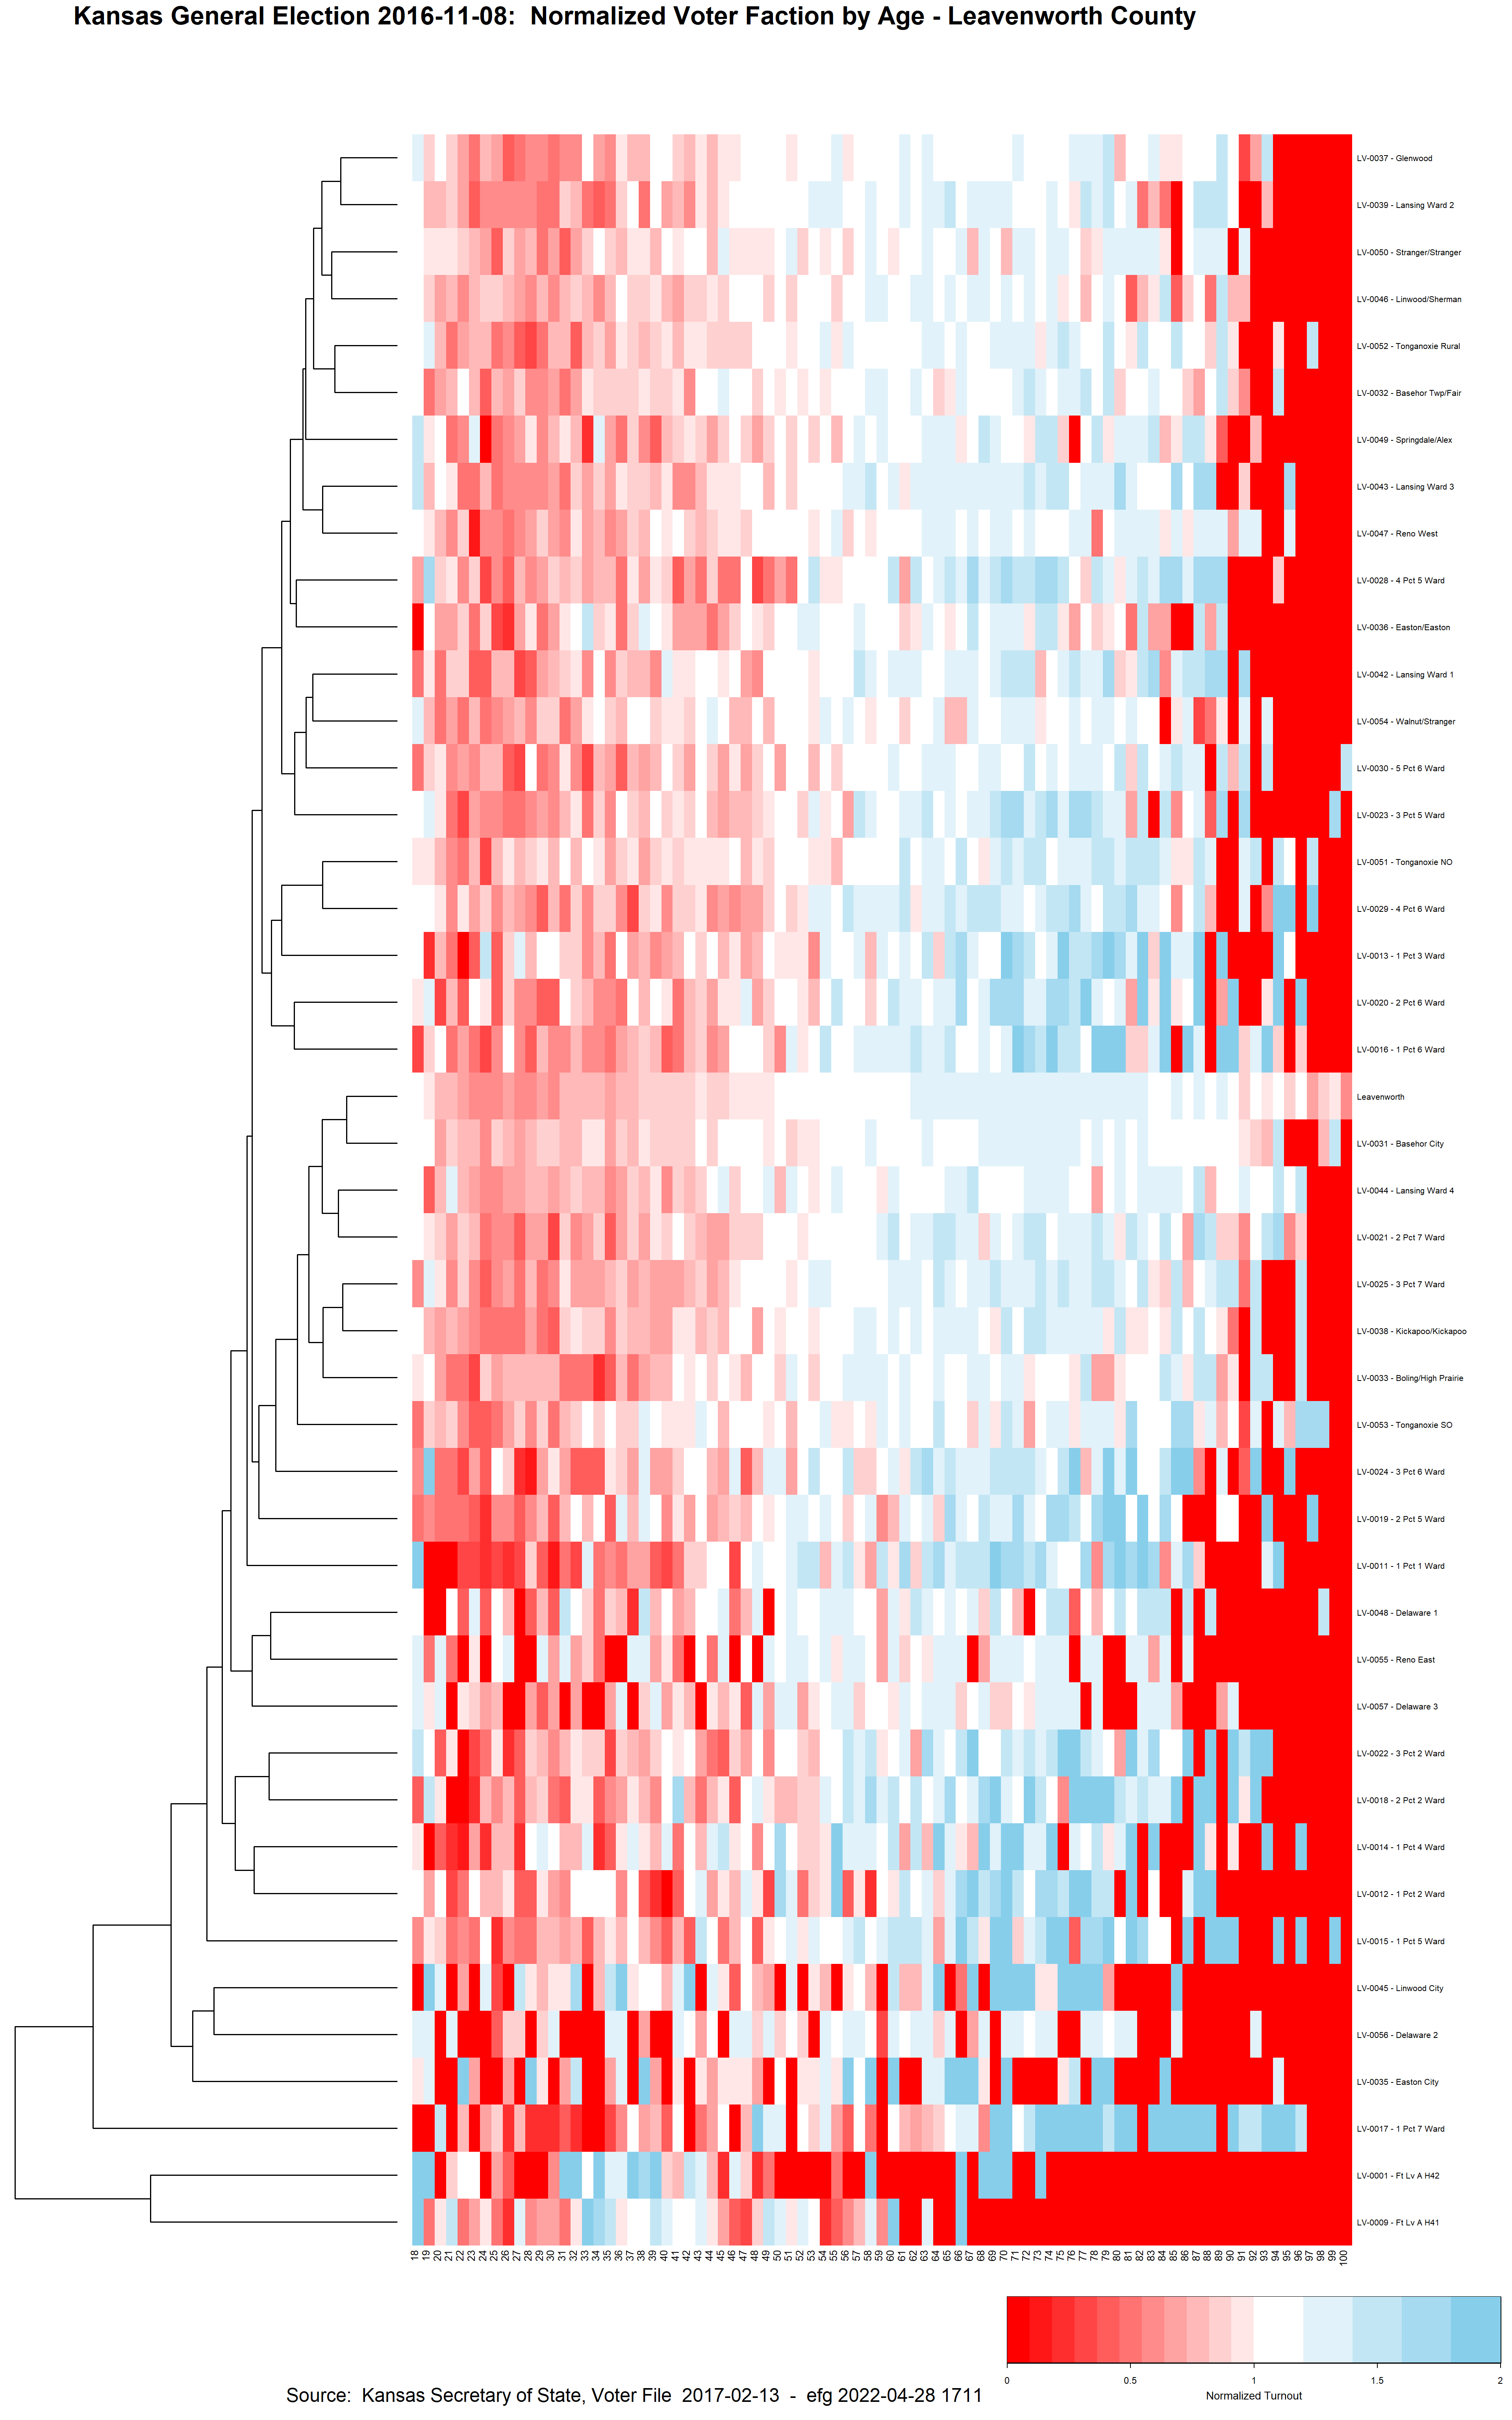 Kansas General Election 2016-11-08:  Normalized Voter Faction by Age - Leavenworth County
LV-0037 - Glenwood
LV-0039 - Lansing Ward 2
LV-0050 - Stranger/Stranger
LV-0046 - Linwood/Sherman
LV-0052 - Tonganoxie Rural
LV-0032 - Basehor Twp/Fair
LV-0049 - Springdale/Alex
LV-0043 - Lansing Ward 3
LV-0047 - Reno West
LV-0028 - 4 Pct 5 Ward
LV-0036 - Easton/Easton
LV-0042 - Lansing Ward 1
LV-0054 - Walnut/Stranger
LV-0030 - 5 Pct 6 Ward
LV-0023 - 3 Pct 5 Ward
LV-0051 - Tonganoxie NO
LV-0029 - 4 Pct 6 Ward
LV-0013 - 1 Pct 3 Ward
LV-0020 - 2 Pct 6 Ward
LV-0016 - 1 Pct 6 Ward
Leavenworth
LV-0031 - Basehor City
LV-0044 - Lansing Ward 4
LV-0021 - 2 Pct 7 Ward
LV-0025 - 3 Pct 7 Ward
LV-0038 - Kickapoo/Kickapoo
LV-0033 - Boling/High Prairie
LV-0053 - Tonganoxie SO
LV-0024 - 3 Pct 6 Ward
LV-0019 - 2 Pct 5 Ward
LV-0011 - 1 Pct 1 Ward
LV-0048 - Delaware 1
LV-0055 - Reno East
LV-0057 - Delaware 3
LV-0022 - 3 Pct 2 Ward
LV-0018 - 2 Pct 2 Ward
LV-0014 - 1 Pct 4 Ward
LV-0012 - 1 Pct 2 Ward
LV-0015 - 1 Pct 5 Ward
LV-0045 - Linwood City
LV-0056 - Delaware 2
LV-0035 - Easton City
LV-0017 - 1 Pct 7 Ward
LV-0001 - Ft Lv A H42
LV-0009 - Ft Lv A H41
18 19 20 21 22 23 24 25 26 27 28 29 30 31 32 33 34 35 36 37 38 39 40 41 42 43 44 45 46 47 48 49 50 51 52 53 54 55 56 57 58 59 60 61 62 63 64 65 66 67 68 69 70 71 72 73 74 75 76 77 78 79 80 81 82 83 84 85 86 87 88 89 90 91 92 93 94 95 96 97 98 99 100
0 0.5 1 1.5 2
Normalized Turnout
Source:  Kansas Secretary of State, Voter File  2017-02-13  -  efg 2022-04-28 1711